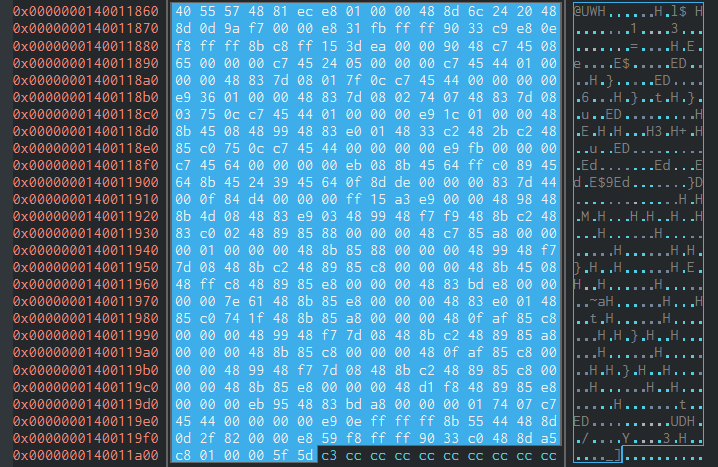 0x0000000140011860 40 55 57 48 81 ec e8 01 00 00 48 8d 6c 24 20 48 @UWH......H.l$ H
0x0000000140011870 8d 0d 9a f7 00 00 e8 31 fb ff ff 90 33 c9 e8 0e .......1....3...
0x0000000140011880 f8 ff ff 8b c8 ff 15 3d ea 00 00 90 48 c7 45 08 .......=....H.E.
0x0000000140011890 65 00 00 00 c7 45 24 05 00 00 00 c7 45 44 01 00 e....E$.....ED..
0x00000001400118a0 00 00 48 83 7d 08 01 7f 0c c7 45 44 00 00 00 00 ..H.}.....ED....
0x00000001400118b0 e9 36 01 00 00 48 83 7d 08 02 74 07 48 83 7d 08 .6...H.}..t.H.}.
0x00000001400118c0 03 75 0c c7 45 44 01 00 00 00 e9 1c 01 00 00 48 .u..ED.........H
0x00000001400118d0 8b 45 08 48 99 48 83 e0 01 48 33 c2 48 2b c2 48 .E.H.H...H3.H+.H
0x00000001400118e0 85 c0 75 0c c7 45 44 00 00 00 00 e9 fb 00 00 00 ..u..ED.........
0x00000001400118f0 c7 45 64 00 00 00 00 eb 08 8b 45 64 ff c0 89 45 .Ed.......Ed...E
0x0000000140011900 64 8b 45 24 39 45 64 0f 8d de 00 00 00 83 7d 44 d.E$9Ed.......}D
0x0000000140011910 00 0f 84 d4 00 00 00 ff 15 a3 e9 00 00 48 98 48 .............H.H
0x0000000140011920 8b 4d 08 48 83 e9 03 48 99 48 f7 f9 48 8b c2 48 .M.H...H.H..H..H
0x0000000140011930 83 c0 02 48 89 85 88 00 00 00 48 c7 85 a8 00 00 ...H......H.....
0x0000000140011940 00 01 00 00 00 48 8b 85 88 00 00 00 48 99 48 f7 .....H......H.H.
0x0000000140011950 7d 08 48 8b c2 48 89 85 c8 00 00 00 48 8b 45 08 }.H..H......H.E.
0x0000000140011960 48 ff c8 48 89 85 e8 00 00 00 48 83 bd e8 00 00 H..H......H.....
0x0000000140011970 00 00 7e 61 48 8b 85 e8 00 00 00 48 83 e0 01 48 ..~aH......H...H
0x0000000140011980 85 c0 74 1f 48 8b 85 a8 00 00 00 48 0f af 85 c8 ..t.H......H....
0x0000000140011990 00 00 00 48 99 48 f7 7d 08 48 8b c2 48 89 85 a8 ...H.H.}.H..H...
0x00000001400119a0 00 00 00 48 8b 85 c8 00 00 00 48 0f af 85 c8 00 ...H......H.....
0x00000001400119b0 00 00 48 99 48 f7 7d 08 48 8b c2 48 89 85 c8 00 ..H.H.}.H..H....
0x00000001400119c0 00 00 48 8b 85 e8 00 00 00 48 d1 f8 48 89 85 e8 ..H......H..H...
0x00000001400119d0 00 00 00 eb 95 48 83 bd a8 00 00 00 01 74 07 c7 .....H.......t..
0x00000001400119e0 45 44 00 00 00 00 e9 0e ff ff ff 8b 55 44 48 8d ED..........UDH.
0x00000001400119f0 0d 2f 82 00 00 e8 59 f8 ff ff 90 33 c0 48 8d a5 ./....Y....3.H..
0x0000000140011a00 c8 01 00 00 5f 5d c3 cc cc cc cc cc cc cc cc cc ...._]..........